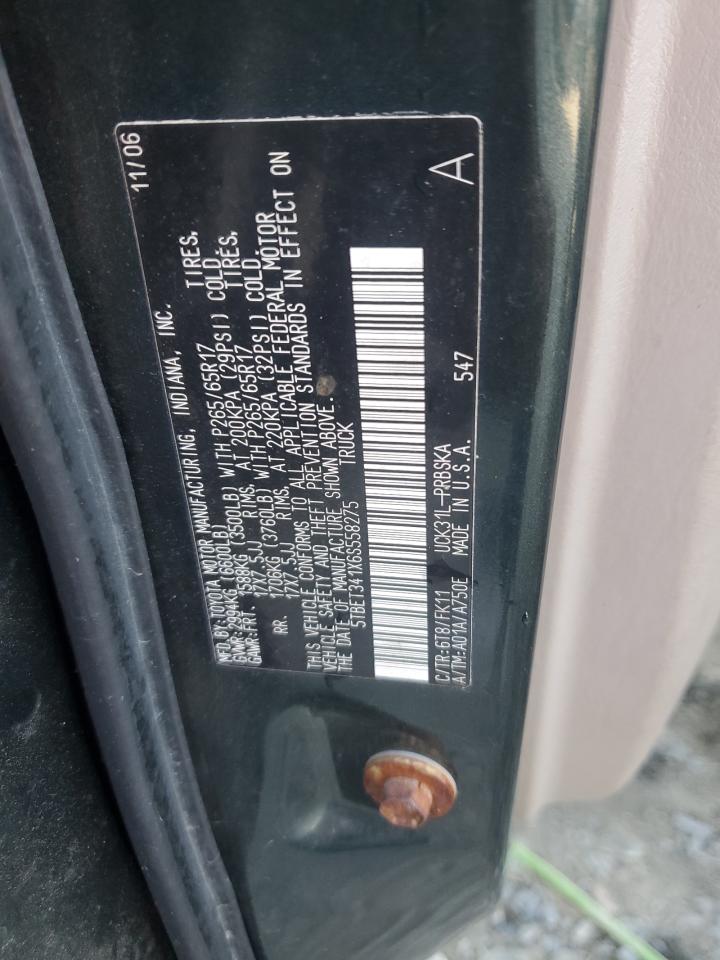 11/06
MFD BY: TOYOTA MOTOR MANUFACTURING, INDIANA, INC.
GVWR: 2994KG (6600LB)
GAWR: FRT. 1588KG (3500LB) WITH P265/65R17 TIRES,
17X7.5JJ RIMS, AT 200KPA (29PSI) COLD.
RR. 1706KG (3760LB) WITH P265/65R17 TIRES,
17X7.5JJ RIMS, AT 220KPA (32PSI) COLD.
THIS VEHICLE CONFORMS TO ALL APPLICABLE FEDERAL MOTOR
VEHICLE SAFETY AND THEFT PREVENTION STANDARDS IN EFFECT ON
THE DATE OF MANUFACTURE SHOWN ABOVE.
5TBET341X6S558275 TRUCK
C/TR: 6T8/FK11 UCK31L-PRBSKA 547
A/TM: A01A/A750E MADE IN U.S.A. A